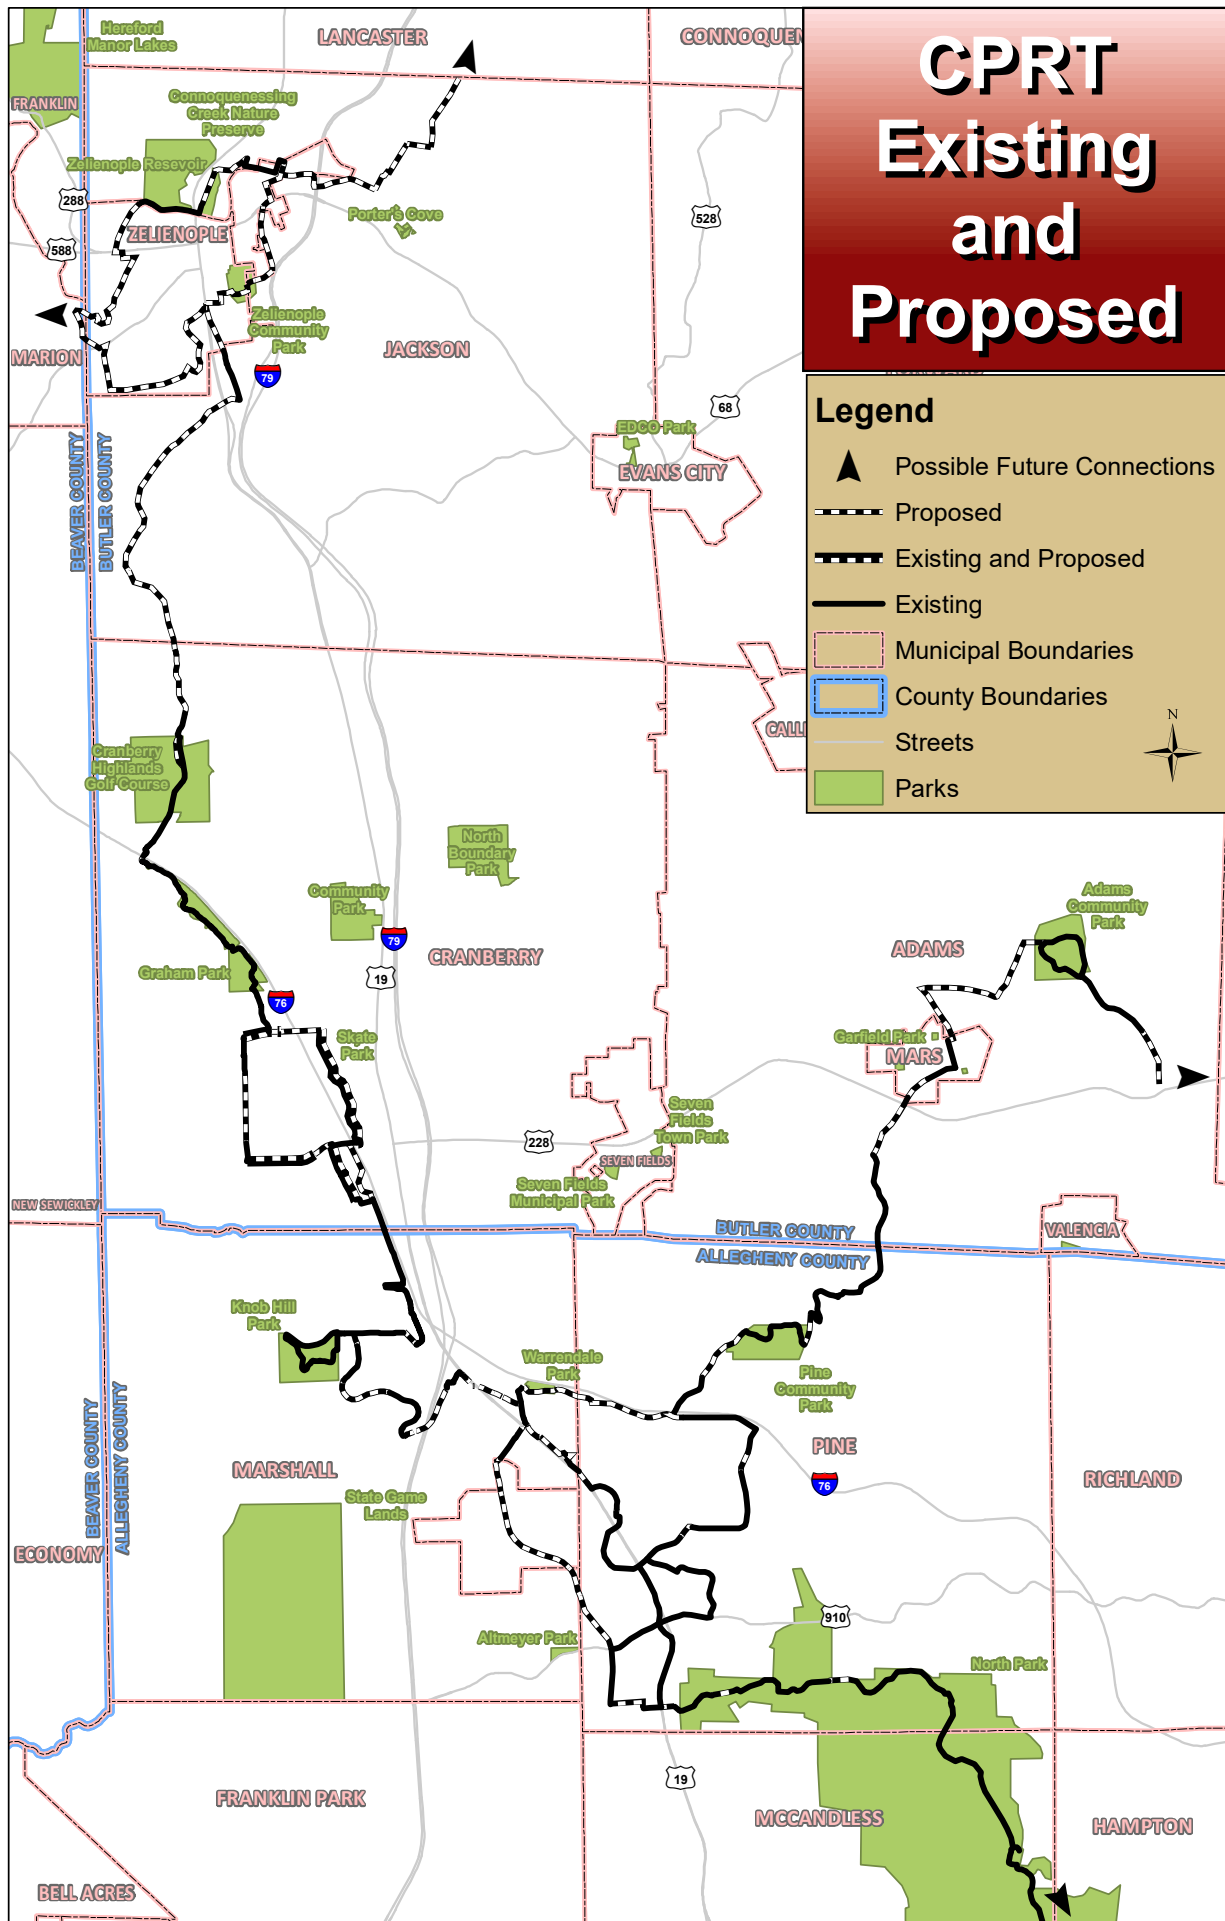 CPRT
Existing
and
Proposed
Legend
Possible Future Connections
Proposed
Existing and Proposed
Existing
Municipal Boundaries
County Boundaries
Streets
Parks
N
Hereford
Manor Lakes
LANCASTER
CONNOQUEN
FRANKLIN
Connoquenessing
Creek Nature
Preserve
Zelienople Resevoir
288
ZELIENOPLE
588
Porter's Cove
528
Zelienople
Community
Park
MARION
JACKSON
79
68
EDCO Park
EVANS CITY
BEAVER COUNTY
BUTLER COUNTY
CALL
Cranberry
Highlands
Golf Course
North
Boundary
Park
Community
Park
79
CRANBERRY
19
Graham Park
76
Skate
Park
ADAMS
Adams
Community
Park
Garfield Park
MARS
Seven
Fields
Town Park
228
SEVEN FIELDS
Seven Fields
Municipal Park
NEW SEWICKLEY
BUTLER COUNTY
ALLEGHENY COUNTY
VALENCIA
Knob Hill
Park
Warrendale
Park
Pine
Community
Park
BEAVER COUNTY
ALLEGHENY COUNTY
PINE
76
MARSHALL
State Game
Lands
RICHLAND
ECONOMY
910
Altmeyer Park
North Park
19
FRANKLIN PARK
MCCANDLESS
HAMPTON
BELL ACRES